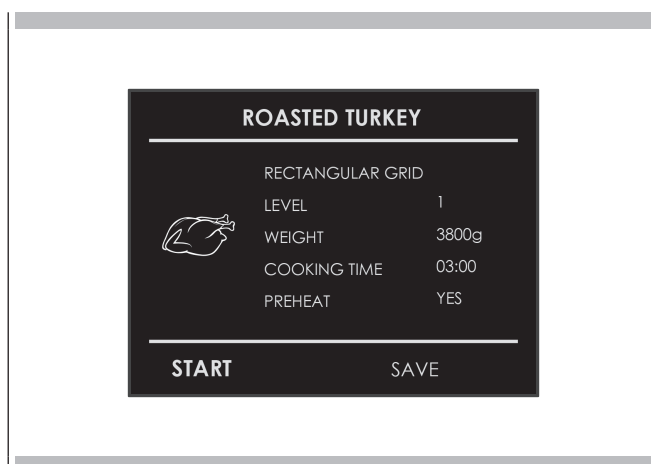 ROASTED TURKEY
RECTANGULAR GRID
LEVEL 1
WEIGHT 3800g
COOKING TIME 03:00
PREHEAT YES
START SAVE